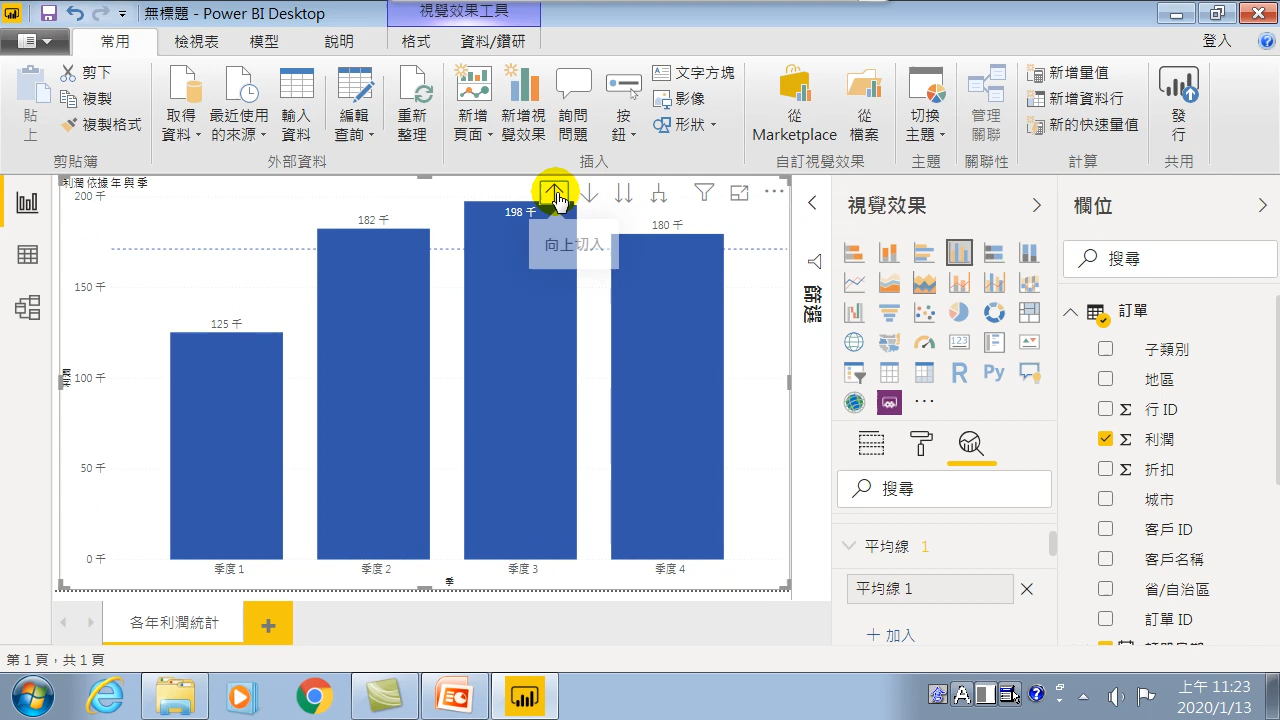 無標題 - Power BI Desktop
視覺效果工具
常用 檢視表 模型 說明 格式 資料/鑽研 登入
貼上
剪下
複製
複製格式
剪貼簿
取得資料
最近使用的來源
輸入資料
編輯查詢
重新整理
外部資料
新增頁面
新增視覺效果
詢問問題
按鈕
文字方塊
影像
形狀
插入
從 Marketplace
從檔案
自訂視覺效果
切換主題
主題
管理關聯
關聯性
新增量值
新增資料行
新的快速量值
計算
發行
共用
利潤 依據 年 與 季
向上切入
200 千
150 千
100 千
50 千
0 千
125 千
182 千
198 千
180 千
季度 1
季度 2
季度 3
季度 4
季
利潤
篩選
視覺效果
123
R
Py
搜尋
平均線 1
平均線 1
加入
欄位
搜尋
訂單
子類別
地區
Σ 行 ID
Σ 利潤
Σ 折扣
城市
客戶 ID
客戶名稱
省/自治區
訂單 ID
各年利潤統計
第 1 頁，共 1 頁
上午 11:23
2020/1/13